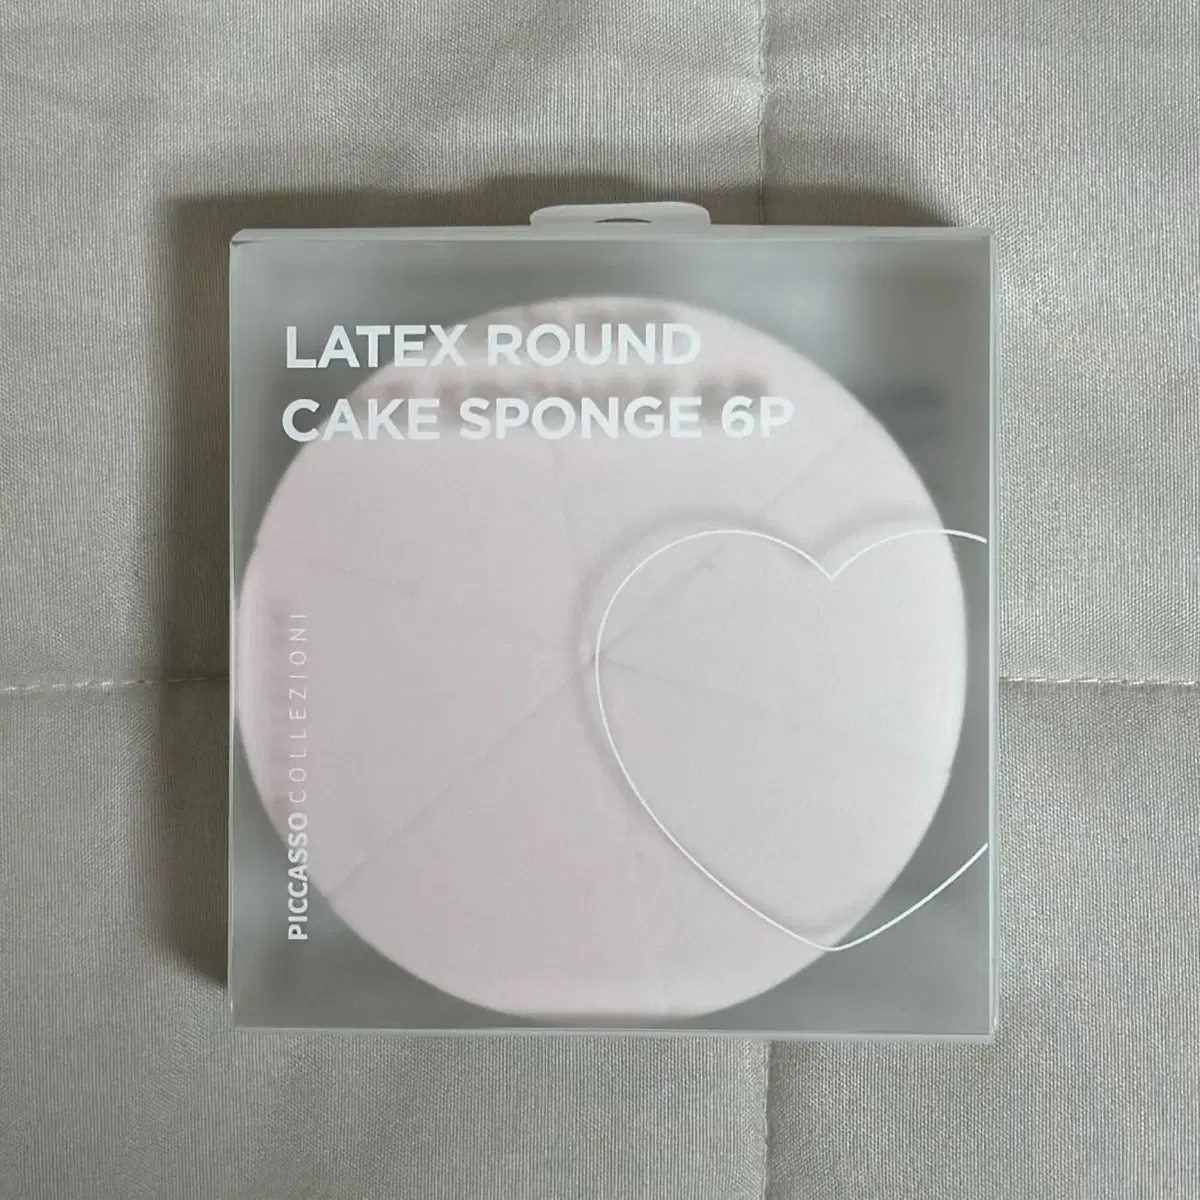 LATEX ROUND
CAKE SPONGE 6P
PICCASSO COLLEZIONI